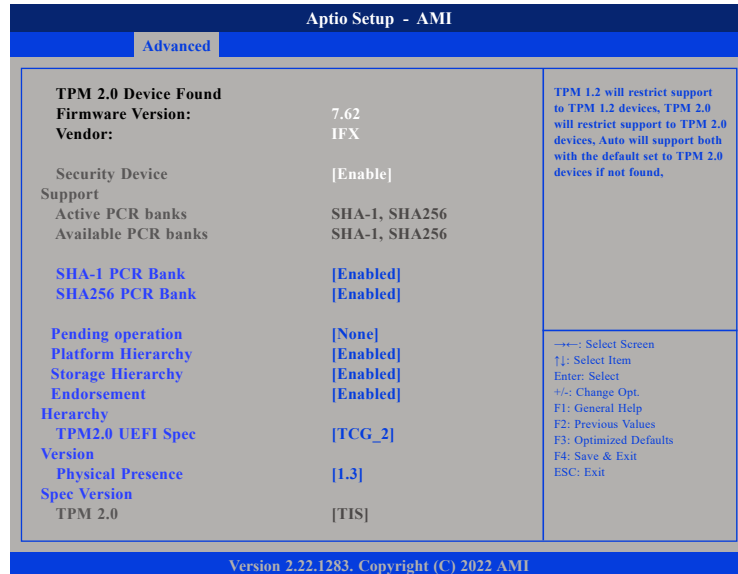 Aptio Setup - AMI
Advanced
TPM 2.0 Device Found
Firmware Version: 7.62
Vendor: IFX
Security Device [Enable]
Support
Active PCR banks SHA-1, SHA256
Available PCR banks SHA-1, SHA256
SHA-1 PCR Bank [Enabled]
SHA256 PCR Bank [Enabled]
Pending operation [None]
Platform Hierarchy [Enabled]
Storage Hierarchy [Enabled]
Endorsement [Enabled]
Herarchy
TPM2.0 UEFI Spec [TCG_2]
Version
Physical Presence [1.3]
Spec Version
TPM 2.0 [TIS]
TPM 1.2 will restrict support
to TPM 1.2 devices, TPM 2.0
will restrict support to TPM 2.0
devices, Auto will support both
with the default set to TPM 2.0
devices if not found,
→←: Select Screen
↑↓: Select Item
Enter: Select
+/-: Change Opt.
F1: General Help
F2: Previous Values
F3: Optimized Defaults
F4: Save & Exit
ESC: Exit
Version 2.22.1283. Copyright (C) 2022 AMI